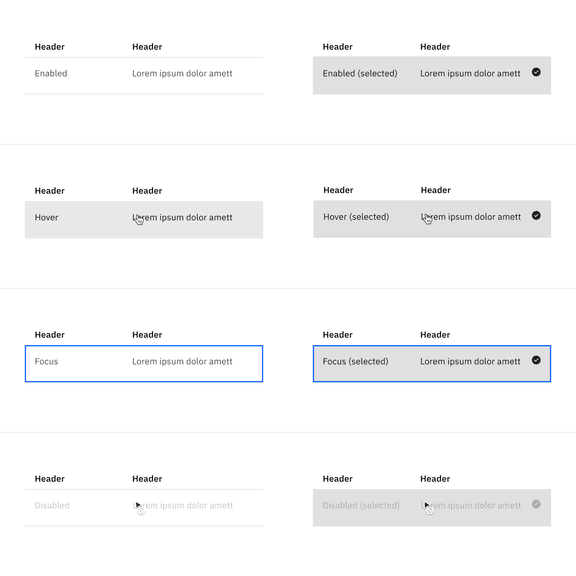 Header Header Header Header
Enabled Lorem ipsum dolor amett Enabled (selected) Lorem ipsum dolor amett
Header Header Header Header
Hover Lorem ipsum dolor amett Hover (selected) Lorem ipsum dolor amett
Header Header Header Header
Focus Lorem ipsum dolor amett Focus (selected) Lorem ipsum dolor amett
Header Header Header Header
Disabled Lorem ipsum dolor amett Disabled (selected) Lorem ipsum dolor amett